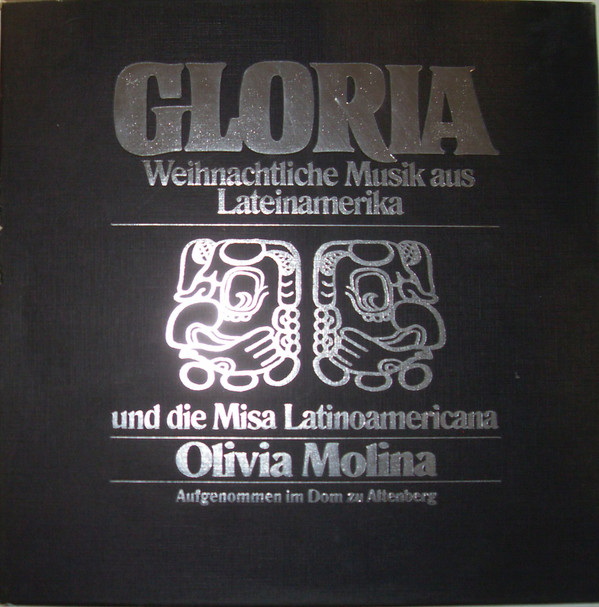 GLORIA
Weihnachtliche Musik aus
Lateinamerika
und die Misa Latinoamericana
Olivia Molina
Aufgenommen im Dom zu Altenberg